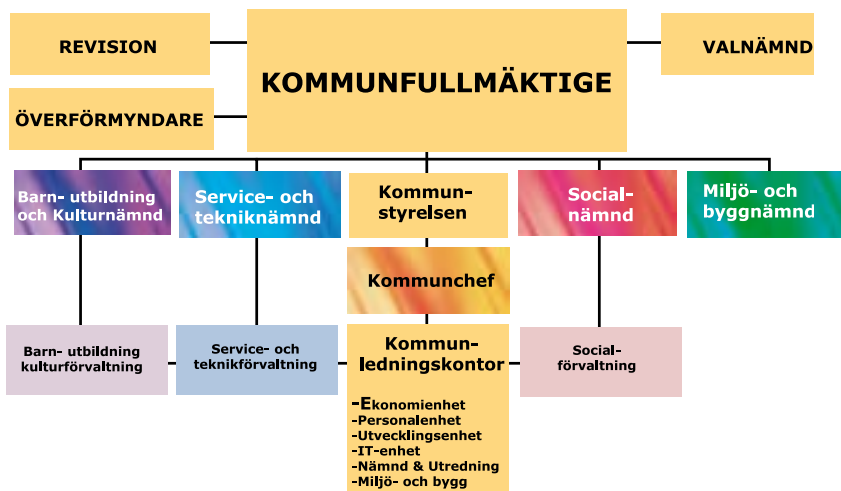 REVISION
KOMMUNFULLMÄKTIGE
VALNÄMND
ÖVERFÖRMYNDARE
Barn- utbildning
och Kulturnämnd
Service- och
tekniknämnd
Kommun-
styrelsen
Social-
nämnd
Miljö- och
byggnämnd
Kommunchef
Barn- utbildning
kulturförvaltning
Service- och
teknikförvaltning
Kommun-
ledningskontor
-Ekonomienhet
-Personalenhet
-Utvecklingsenhet
-IT-enhet
-Nämnd & Utredning
-Miljö- och bygg
Social-
förvaltning